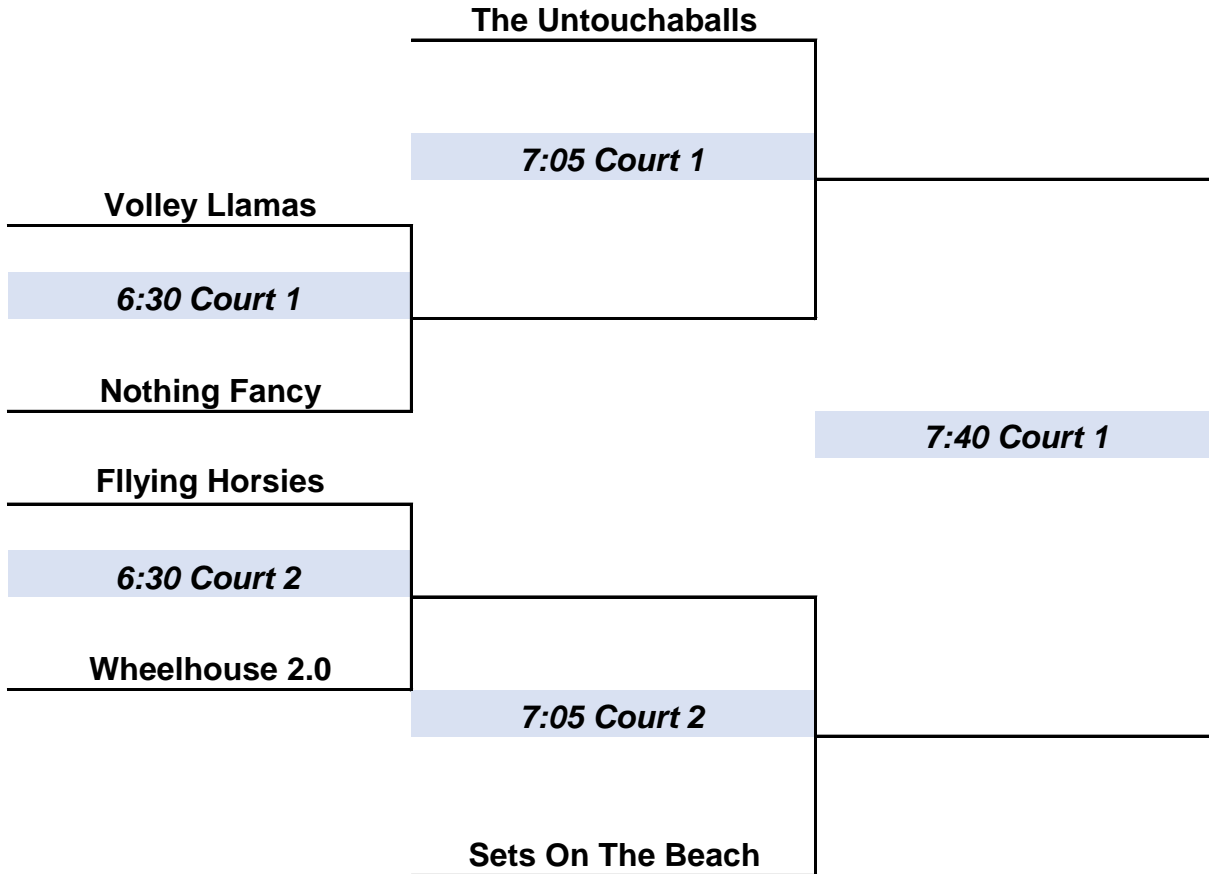 The Untouchaballs
7:05 Court 1
Volley Llamas
6:30 Court 1
Nothing Fancy
7:40 Court 1
Fllying Horsies
6:30 Court 2
Wheelhouse 2.0
7:05 Court 2
Sets On The Beach